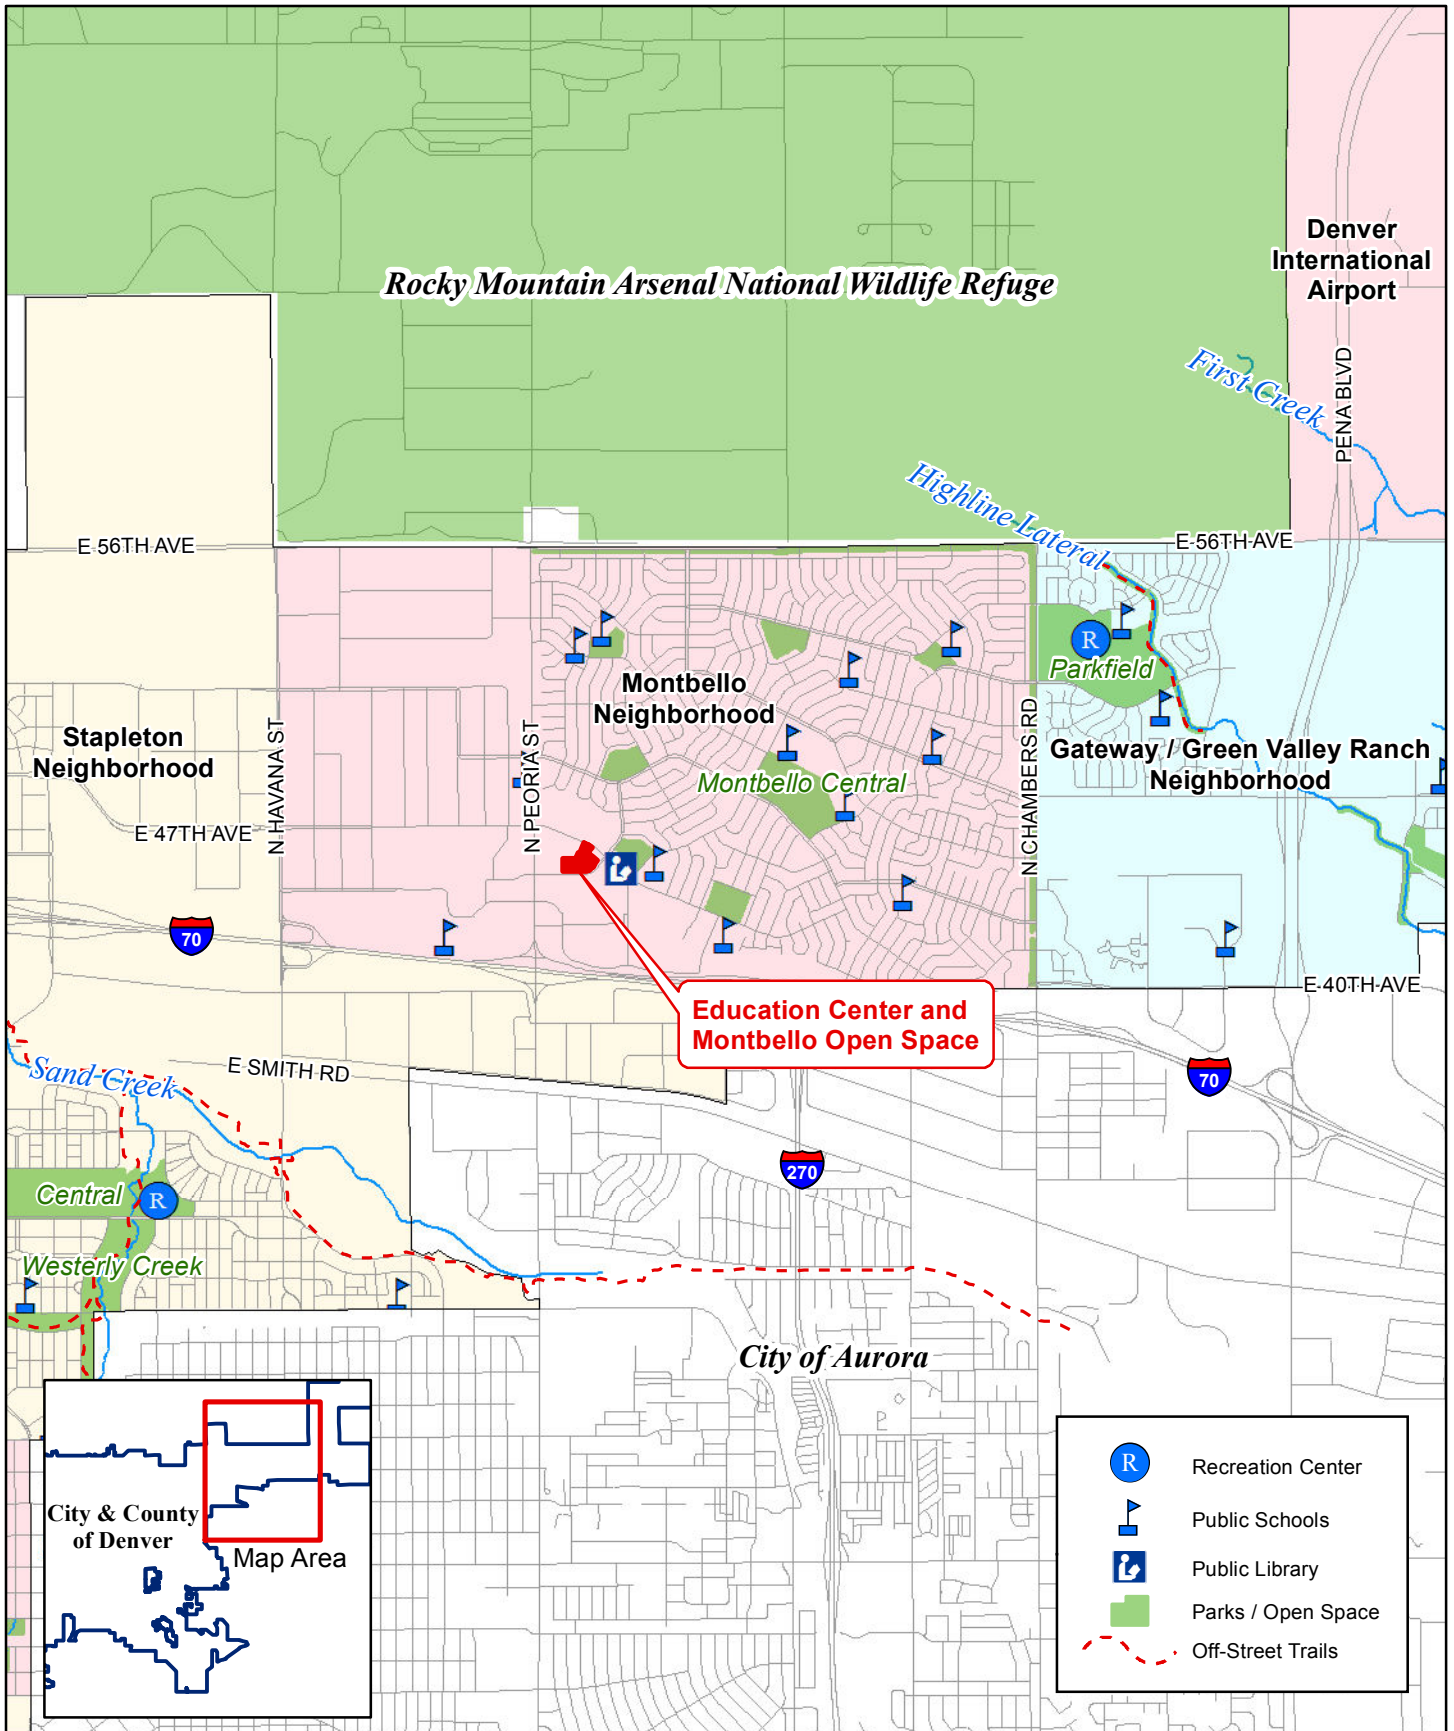 Denver
International
Airport
Rocky Mountain Arsenal National Wildlife Refuge
First Creek
PENA BLVD
Highline Lateral
E 56TH AVE
E 56TH AVE
R
Parkfield
Montbello
Neighborhood
Stapleton
Neighborhood
N HAVANA ST
N PEORIA ST
N CHAMBERS RD
Gateway / Green Valley Ranch
Neighborhood
Montbello Central
E 47TH AVE
70
E 40TH AVE
Education Center and
Montbello Open Space
Sand Creek
E SMITH RD
70
270
Central
R
Westerly Creek
City of Aurora
City & County
of Denver
Map Area
R
Recreation Center
Public Schools
Public Library
Parks / Open Space
Off-Street Trails